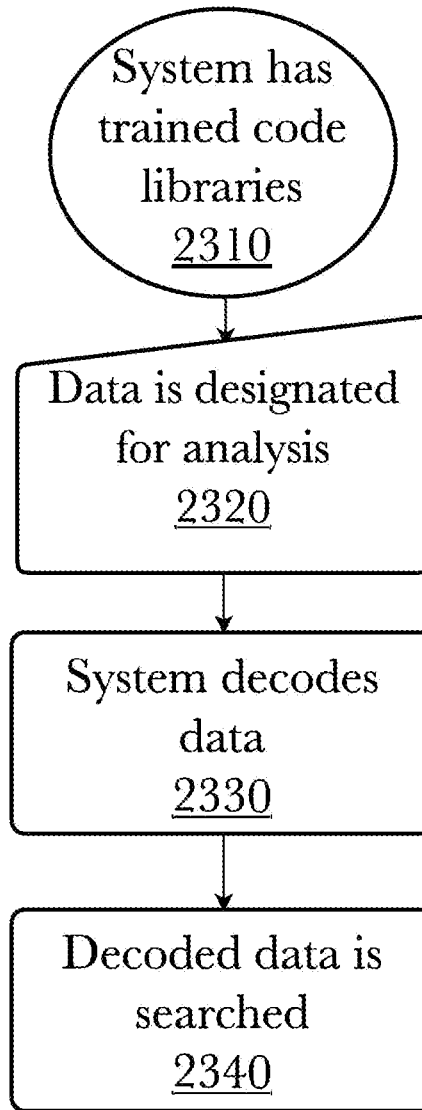 System has
trained code
libraries
2310
Data is designated
for analysis
2320
System decodes
data
2330
Decoded data is
searched
2340